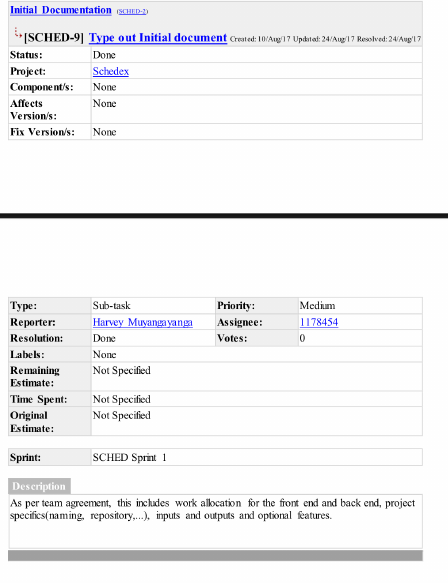 Initial Documentation (SCHED-2)
[SCHED-9] Type out Initial document Created: 10/Aug/17 Updated: 24/Aug/17 Resolved: 24/Aug/17
Status: Done
Project: Schedex
Component/s: None
Affects None
Version/s:
Fix Version/s: None
Type: Sub-task Priority: Medium
Reporter: Harvey Muyangayanga Assignee: 1178454
Resolution: Done Votes: 0
Labels: None
Remaining Not Specified
Estimate:
Time Spent: Not Specified
Original Not Specified
Estimate:
Sprint: SCHED Sprint 1
Description
As per team agreement, this includes work allocation for the front end and back end, project
specifics(naming, repository,...), inputs and outputs and optional features.